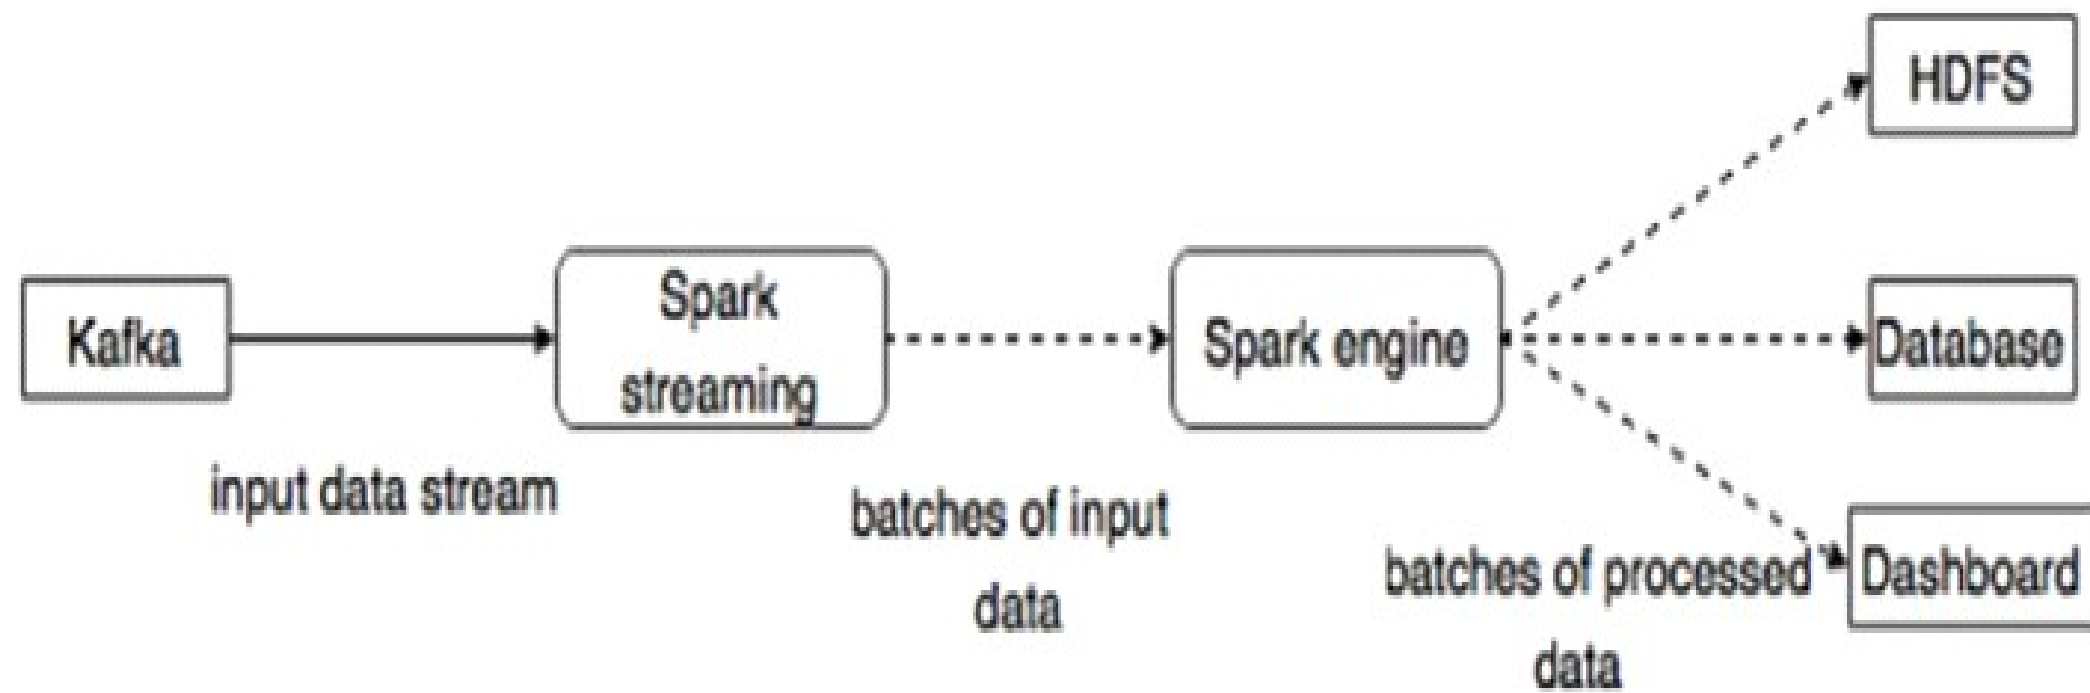 HDFS
Kafka
Spark
streaming
Spark engine
Database
input data stream
batches of input
data
batches of processed
data
Dashboard